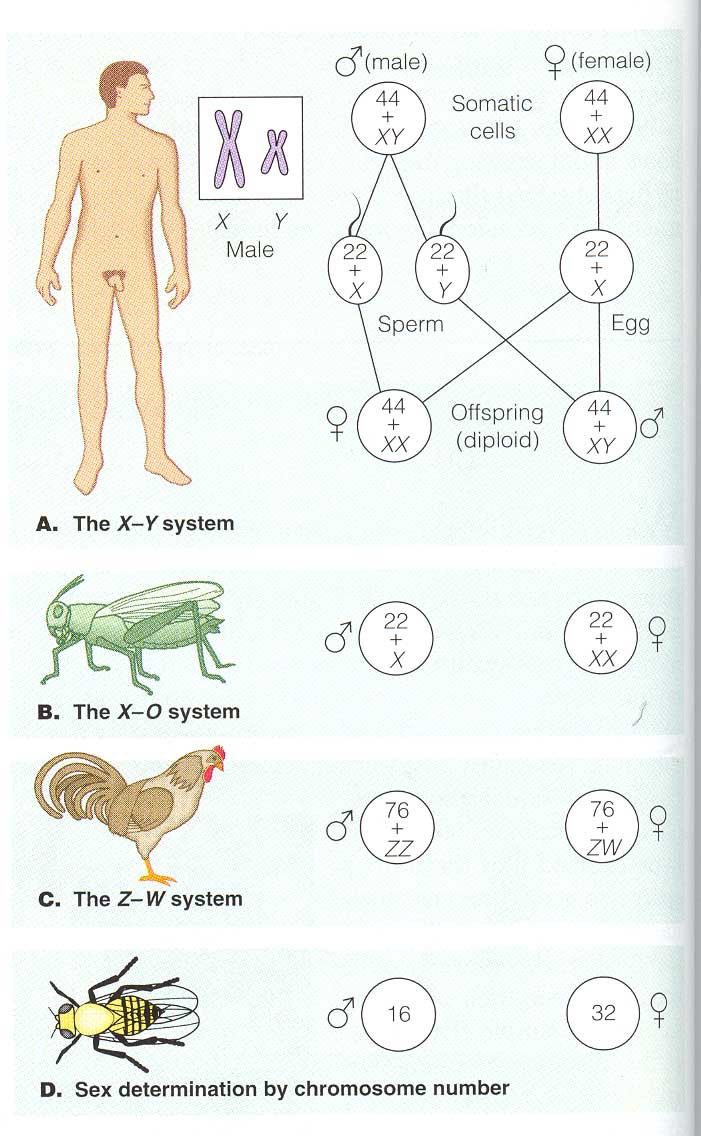 ♂ (male)
♀ (female)
44
+
XY
Somatic
cells
44
+
XX
X Y
Male
22
+
X
22
+
Y
22
+
X
Sperm
Egg
♀
44
+
XX
Offspring
(diploid)
44
+
XY
♂
A. The X–Y system
♂
22
+
X
22
+
XX
♀
B. The X–O system
♂
76
+
ZZ
76
+
ZW
♀
C. The Z–W system
♂
16
32
♀
D. Sex determination by chromosome number